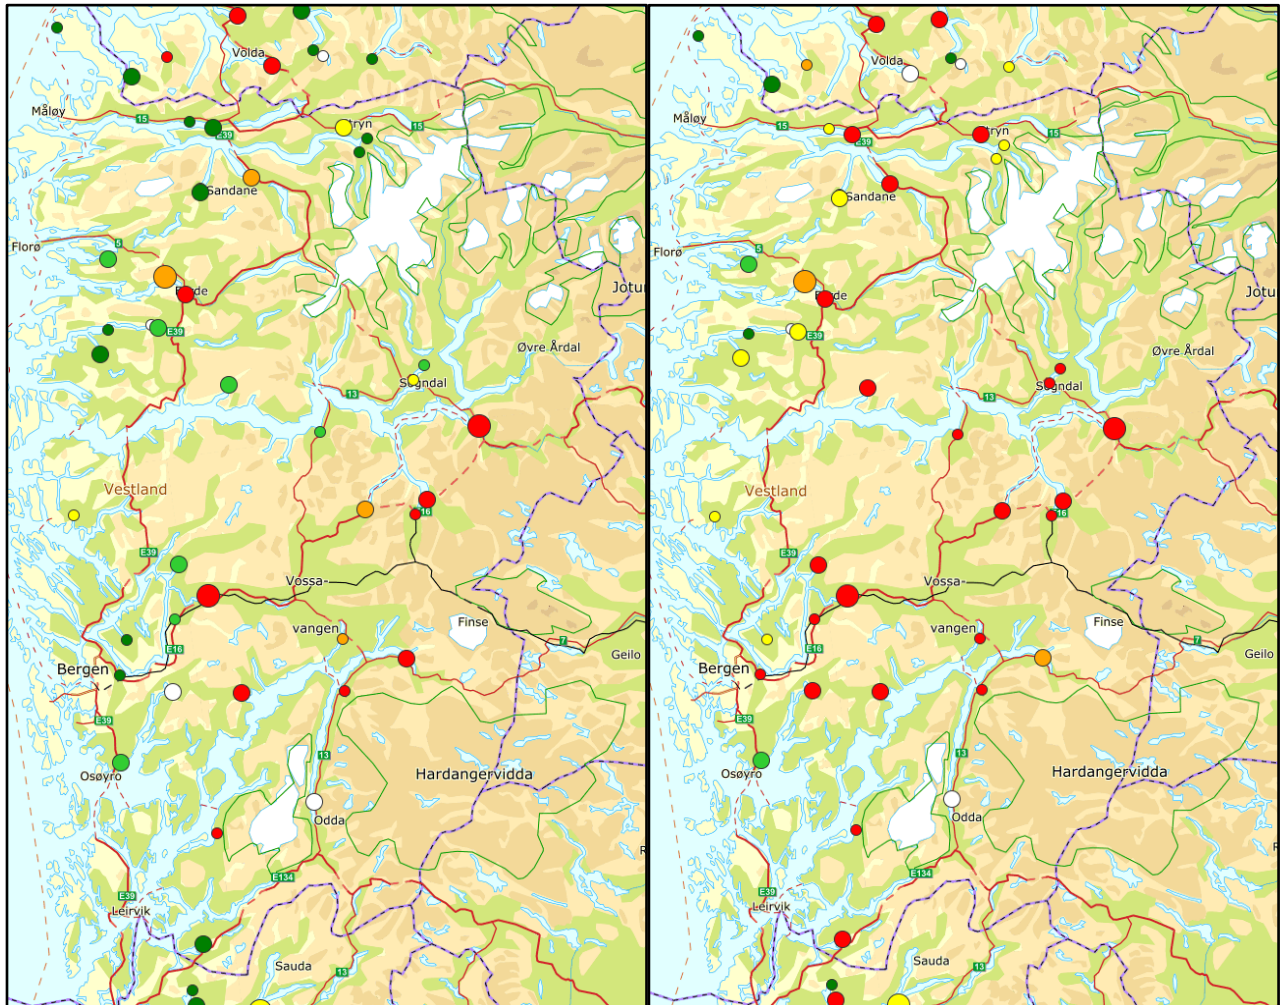 Volda
Måløy
15
E39
tryn
15
Sandane
Florø
5
Førde
E39
Jotu
Øvre Årdal
Sogndal
13
Vestland
16
E39
Vossa-
vangen
Finse
7
Geilo
E16
Bergen
E39
Osøyro
13
Hardangervidda
Odda
R
E134
E39
Leirvik
Sauda
13
Volda
Måløy
15
E39
tryn
15
Sandane
Florø
5
Førde
E39
Jotu
Øvre Årdal
Sogndal
13
Vestland
16
E39
Vossa-
vangen
Finse
7
Geilo
E16
Bergen
E39
Osøyro
13
Hardangervidda
Odda
R
E134
E39
Leirvik
Sauda
13